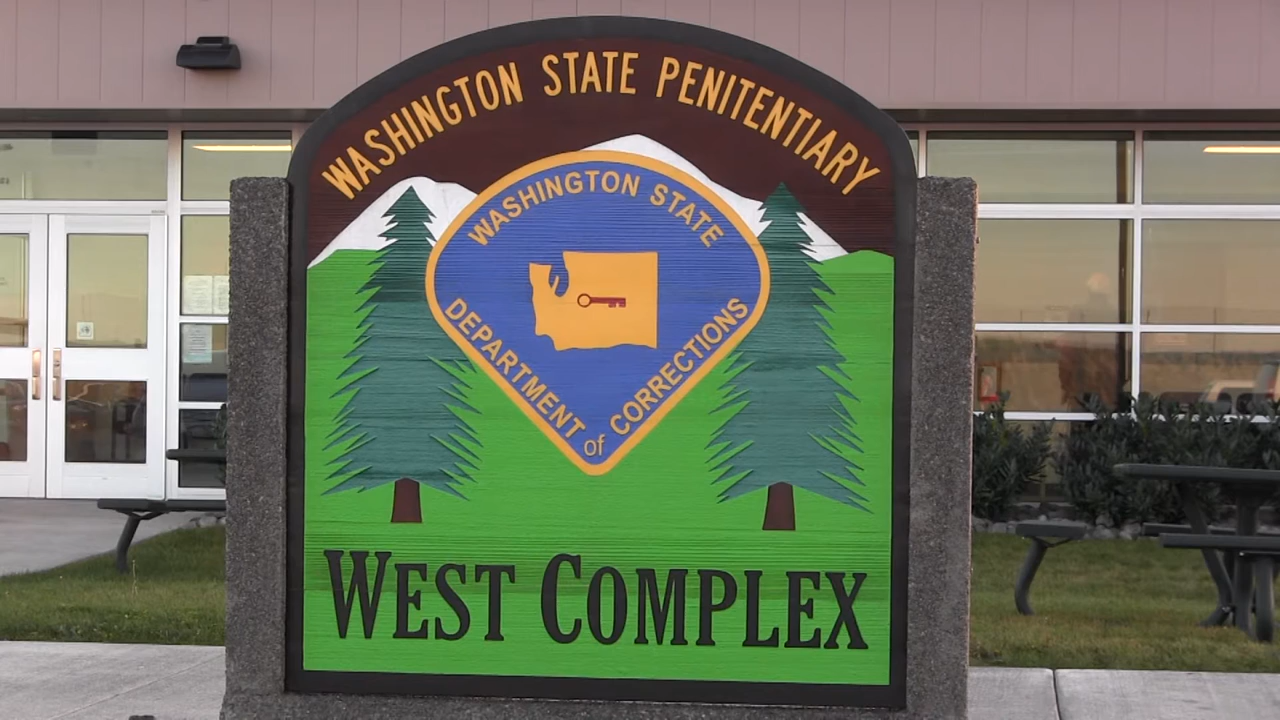 WASHINGTON STATE PENITENTIARY
WASHINGTON STATE
DEPARTMENT of CORRECTIONS
WEST COMPLEX